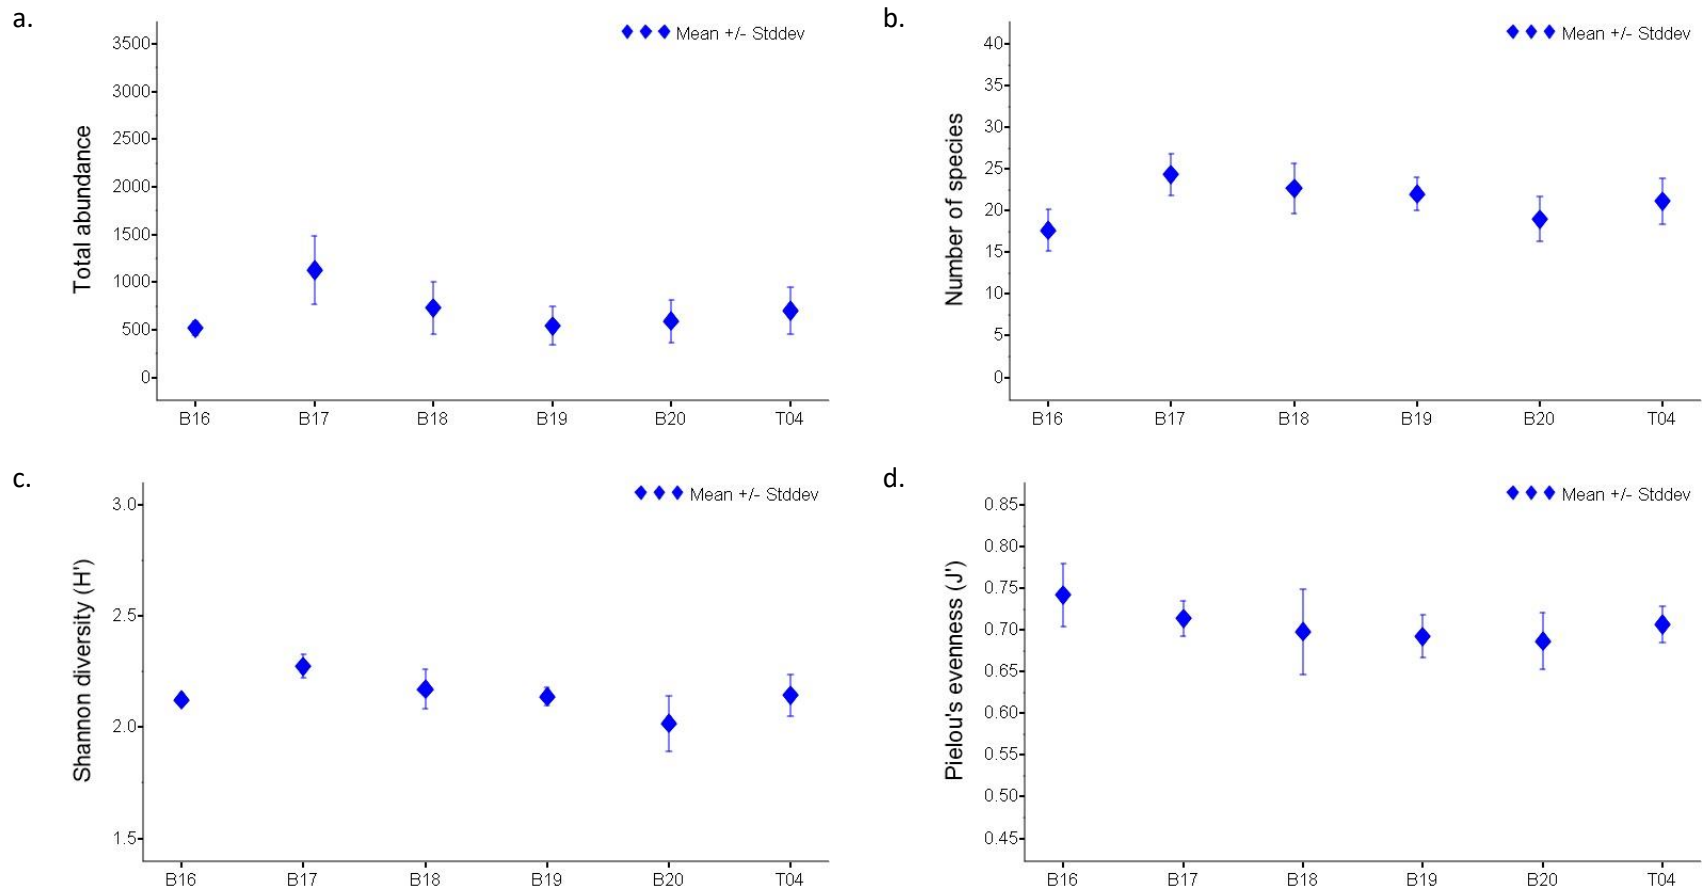 a.
Mean +/- Stddev
Total abundance
3500
3000
2500
2000
1500
1000
500
0
B16 B17 B18 B19 B20 T04
b.
Mean +/- Stddev
Number of species
40
35
30
25
20
15
10
5
0
B16 B17 B18 B19 B20 T04
c.
Mean +/- Stddev
Shannon diversity (H')
3.0
2.5
2.0
1.5
B16 B17 B18 B19 B20 T04
d.
Mean +/- Stddev
Pielou's evenness (J')
0.85
0.80
0.75
0.70
0.65
0.60
0.55
0.50
0.45
B16 B17 B18 B19 B20 T04